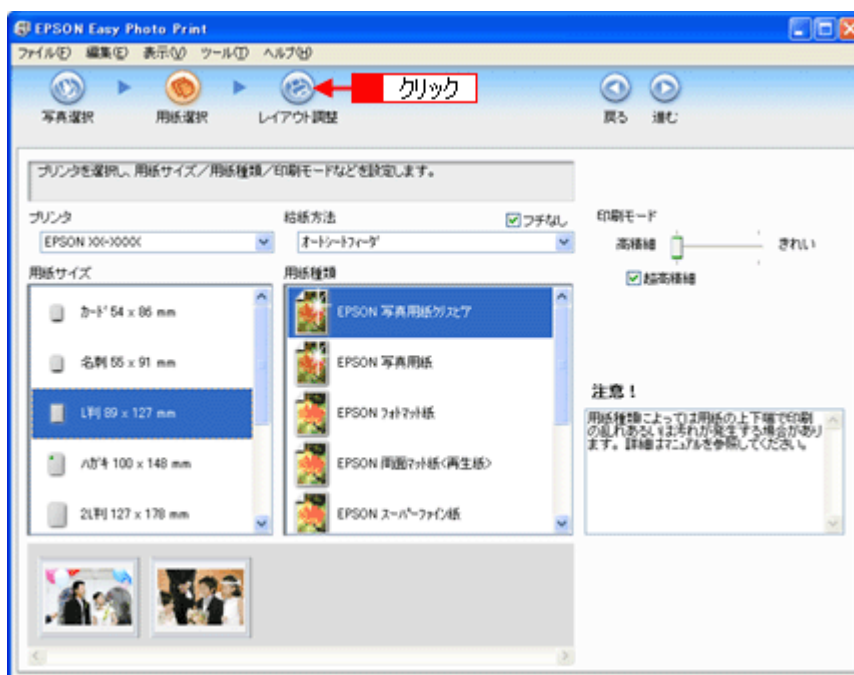 EPSON Easy Photo Print
ファイル(F) 編集(E) 表示(V) ツール(T) ヘルプ(H)
クリック
写真選択 用紙選択 レイアウト調整 戻る 進む
プリンタを選択し、用紙サイズ/用紙種類/印刷モードなどを設定します。
プリンタ 給紙方法 フチなし 印刷モード
EPSON XX-XXXX オートシートフィーダ 高精細 きれい
用紙サイズ 用紙種類 超高精細
カード 54 x 86 mm EPSON 写真用紙クリスピア
名刺 55 x 91 mm EPSON 写真用紙
L判 89 x 127 mm EPSON フォトマット紙
ハガキ 100 x 148 mm EPSON 両面マット紙<再生紙>
2L判 127 x 178 mm EPSON スーパーファイン紙
注意!
用紙種類によっては用紙の上下端で印刷
の乱れあるいは汚れが発生する場合があり
ます。詳細はマニュアルを参照してください。